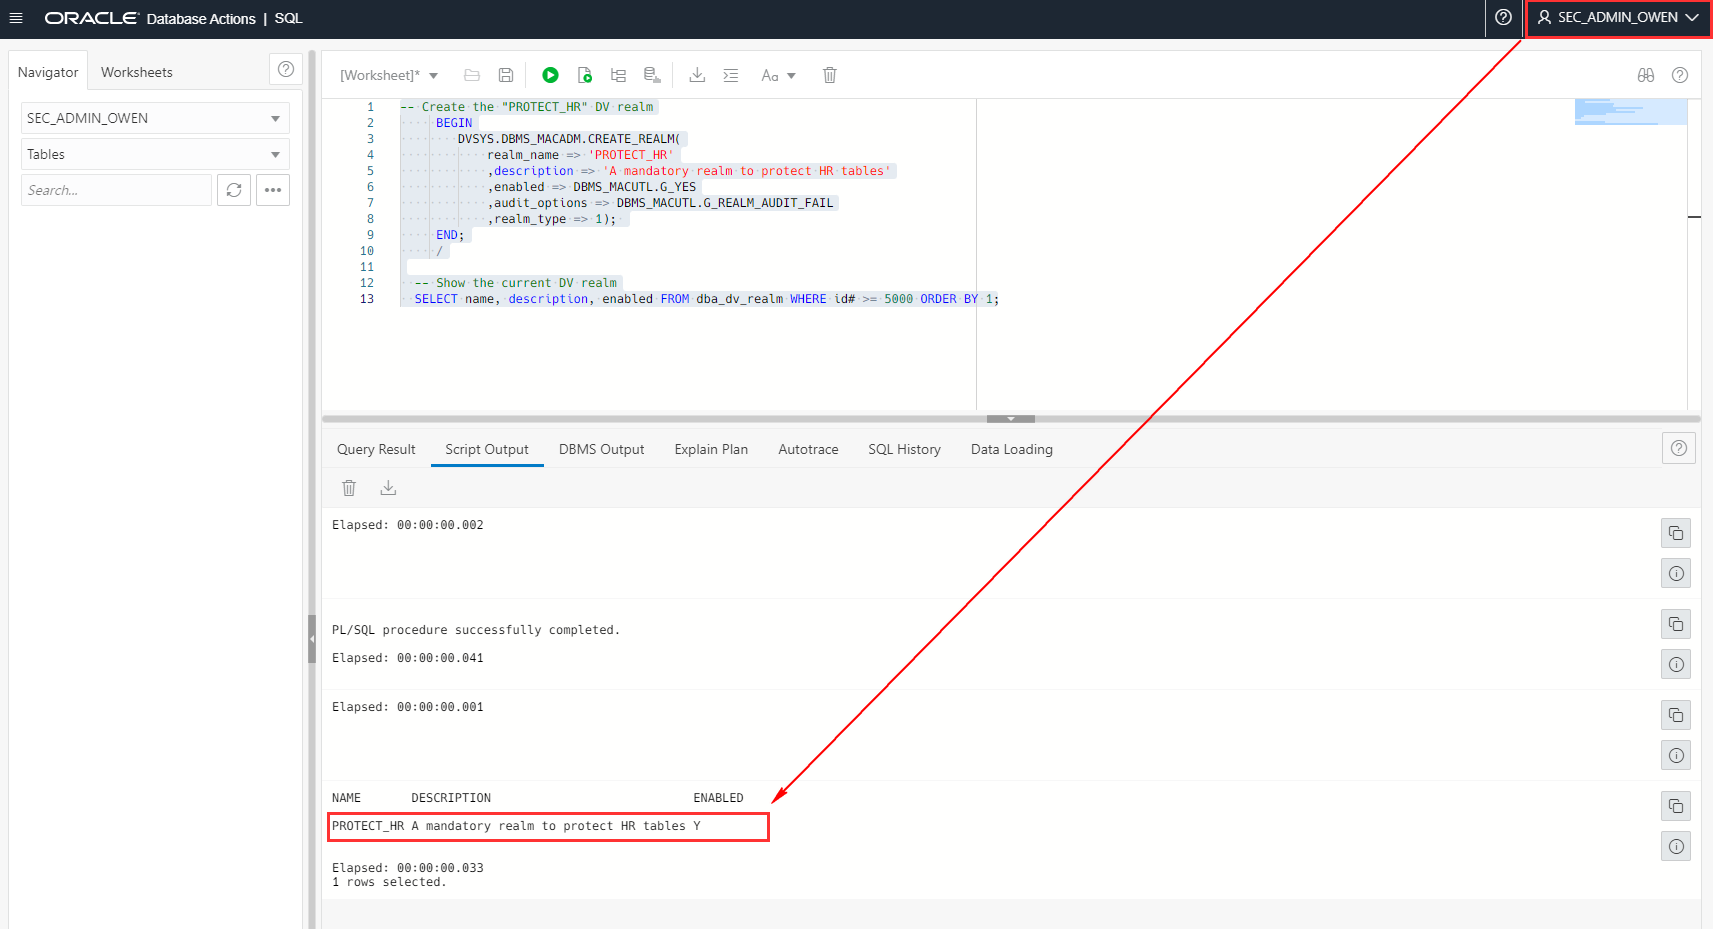 ORACLE Database Actions | SQL
SEC_ADMIN_OWEN
Navigator
Worksheets
SEC_ADMIN_OWEN
Tables
Search...
[Worksheet]*
Aa
1 -- Create the "PROTECT_HR" DV realm
2 BEGIN
3 DVSYS.DBMS_MACADM.CREATE_REALM(
4 realm_name => 'PROTECT_HR'
5 ,description => 'A mandatory realm to protect HR tables'
6 ,enabled => DBMS_MACUTL.G_YES
7 ,audit_options => DBMS_MACUTL.G_REALM_AUDIT_FAIL
8 ,realm_type => 1);
9 END;
10 /
11
12 -- Show the current DV realm
13 SELECT name, description, enabled FROM dba_dv_realm WHERE id# >= 5000 ORDER BY 1;
Query Result
Script Output
DBMS Output
Explain Plan
Autotrace
SQL History
Data Loading
Elapsed: 00:00:00.002
PL/SQL procedure successfully completed.
Elapsed: 00:00:00.041
Elapsed: 00:00:00.001
NAME DESCRIPTION ENABLED
PROTECT_HR A mandatory realm to protect HR tables Y
Elapsed: 00:00:00.033
1 rows selected.